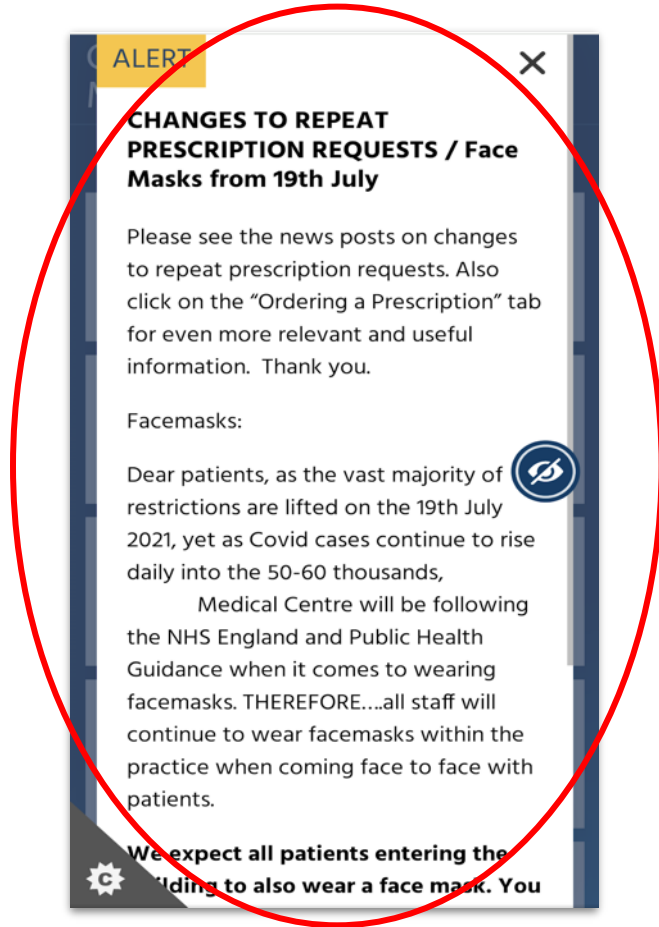 ALERT
CHANGES TO REPEAT
PRESCRIPTION REQUESTS / Face
Masks from 19th July
Please see the news posts on changes
to repeat prescription requests. Also
click on the “Ordering a Prescription” tab
for even more relevant and useful
information.  Thank you.
Facemasks:
Dear patients, as the vast majority of
restrictions are lifted on the 19th July
2021, yet as Covid cases continue to rise
daily into the 50-60 thousands,
Medical Centre will be following
the NHS England and Public Health
Guidance when it comes to wearing
facemasks. THEREFORE....all staff will
continue to wear facemasks within the
practice when coming face to face with
patients.
We expect all patients entering the
building to also wear a face mask. You